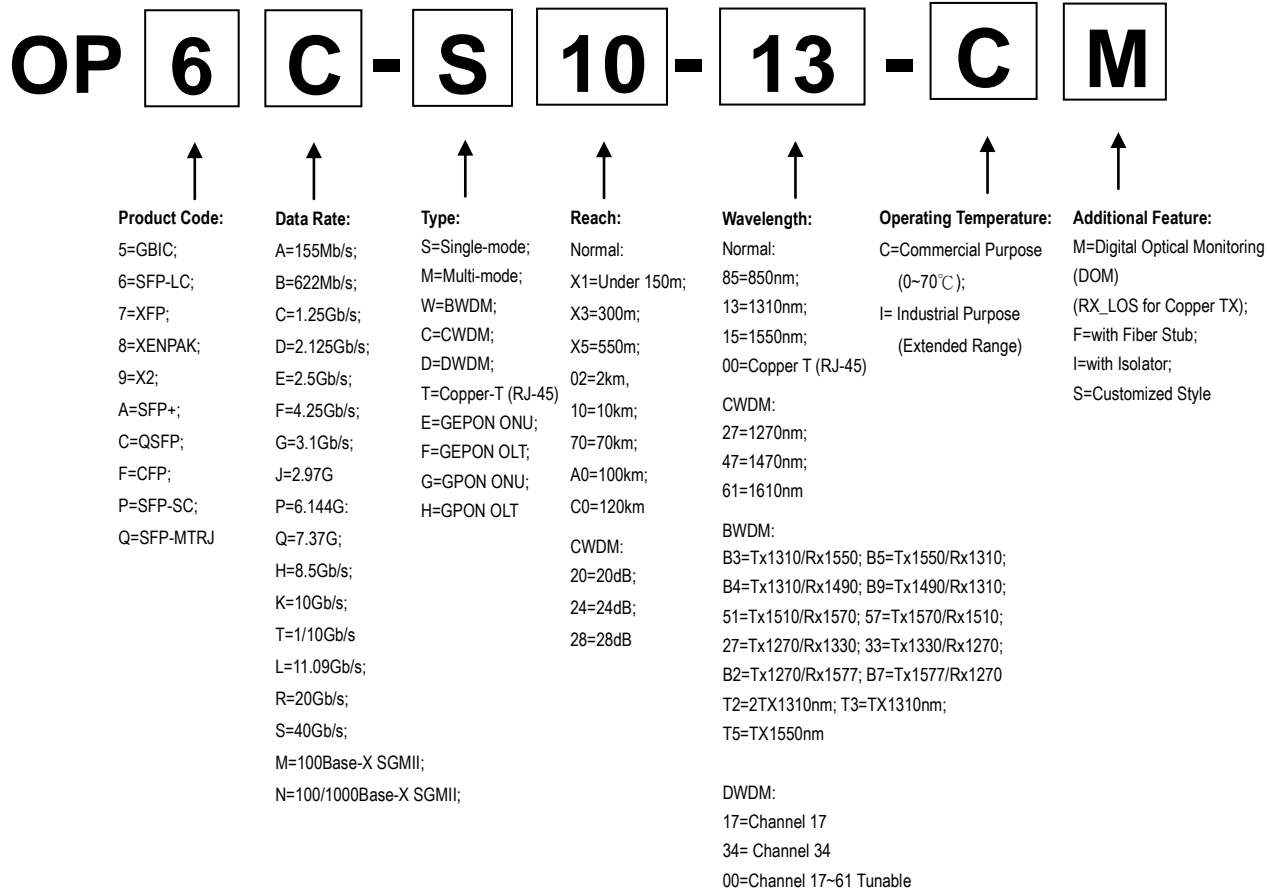 OP 6 C - S 10 - 13 - C M
Product Code:
5=GBIC;
6=SFP-LC;
7=XFP;
8=XENPAK;
9=X2;
A=SFP+;
C=QSFP;
F=CFP;
P=SFP-SC;
Q=SFP-MTRJ
Data Rate:
A=155Mb/s;
B=622Mb/s;
C=1.25Gb/s;
D=2.125Gb/s;
E=2.5Gb/s;
F=4.25Gb/s;
G=3.1Gb/s;
J=2.97G
P=6.144G:
Q=7.37G;
H=8.5Gb/s;
K=10Gb/s;
T=1/10Gb/s
L=11.09Gb/s;
R=20Gb/s;
S=40Gb/s;
M=100Base-X SGMII;
N=100/1000Base-X SGMII;
Type:
S=Single-mode;
M=Multi-mode;
W=BWDM;
C=CWDM;
D=DWDM;
T=Copper-T (RJ-45)
E=GEPON ONU;
F=GEPON OLT;
G=GPON ONU;
H=GPON OLT
Reach:
Normal:
X1=Under 150m;
X3=300m;
X5=550m;
02=2km,
10=10km;
70=70km;
A0=100km;
C0=120km
CWDM:
20=20dB;
24=24dB;
28=28dB
Wavelength:
Normal:
85=850nm;
13=1310nm;
15=1550nm;
00=Copper T (RJ-45)
CWDM:
27=1270nm;
47=1470nm;
61=1610nm
BWDM:
B3=Tx1310/Rx1550; B5=Tx1550/Rx1310;
B4=Tx1310/Rx1490; B9=Tx1490/Rx1310;
51=Tx1510/Rx1570; 57=Tx1570/Rx1510;
27=Tx1270/Rx1330; 33=Tx1330/Rx1270;
B2=Tx1270/Rx1577; B7=Tx1577/Rx1270
T2=2TX1310nm; T3=TX1310nm;
T5=TX1550nm
DWDM:
17=Channel 17
34= Channel 34
00=Channel 17~61 Tunable
Operating Temperature:
C=Commercial Purpose
(0~70℃);
I= Industrial Purpose
(Extended Range)
Additional Feature:
M=Digital Optical Monitoring
(DOM)
(RX_LOS for Copper TX);
F=with Fiber Stub;
I=with Isolator;
S=Customized Style